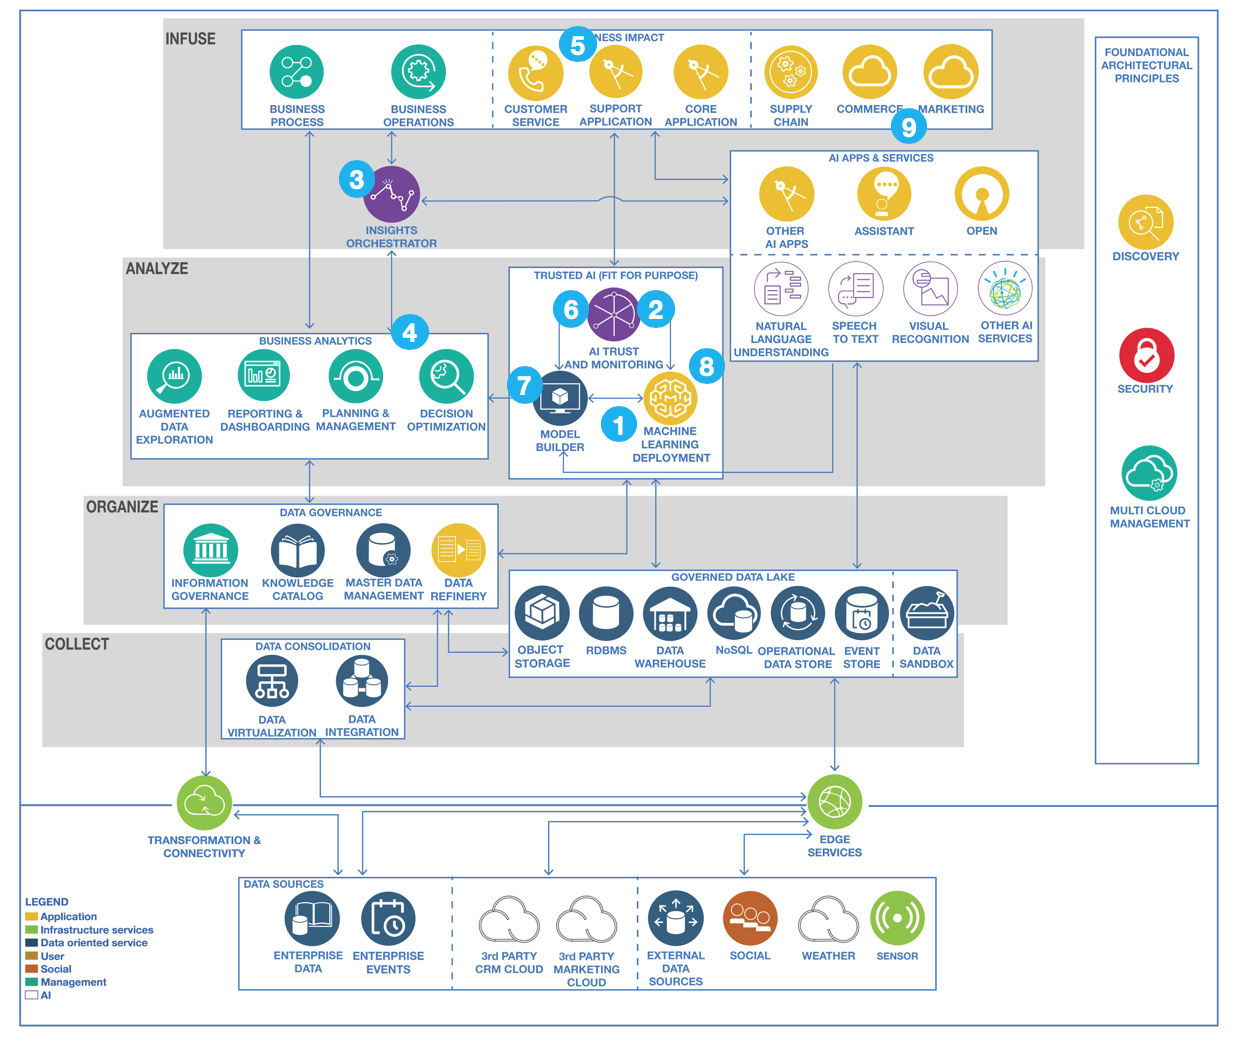 INFUSE
5
NESS IMPACT
BUSINESS
PROCESS
BUSINESS
OPERATIONS
CUSTOMER
SERVICE
SUPPORT
APPLICATION
CORE
APPLICATION
SUPPLY
CHAIN
COMMERCE
MARKETING
9
FOUNDATIONAL
ARCHITECTURAL
PRINCIPLES
DISCOVERY
SECURITY
MULTI CLOUD
MANAGEMENT
3
INSIGHTS
ORCHESTRATOR
AI APPS & SERVICES
OTHER
AI APPS
ASSISTANT
OPEN
NATURAL
LANGUAGE
UNDERSTANDING
SPEECH
TO TEXT
VISUAL
RECOGNITION
OTHER AI
SERVICES
ANALYZE
TRUSTED AI (FIT FOR PURPOSE)
6
2
AI TRUST
AND MONITORING
8
7
1
MODEL
BUILDER
MACHINE
LEARNING
DEPLOYMENT
4
BUSINESS ANALYTICS
AUGMENTED
DATA
EXPLORATION
REPORTING &
DASHBOARDING
PLANNING &
MANAGEMENT
DECISION
OPTIMIZATION
ORGANIZE
DATA GOVERNANCE
INFORMATION
GOVERNANCE
KNOWLEDGE
CATALOG
MASTER DATA
MANAGEMENT
DATA
REFINERY
GOVERNED DATA LAKE
OBJECT
STORAGE
RDBMS
DATA
WAREHOUSE
NoSQL
OPERATIONAL
DATA STORE
EVENT
STORE
DATA
SANDBOX
COLLECT
DATA CONSOLIDATION
DATA
VIRTUALIZATION
DATA
INTEGRATION
TRANSFORMATION &
CONNECTIVITY
EDGE
SERVICES
DATA SOURCES
ENTERPRISE
DATA
ENTERPRISE
EVENTS
3rd PARTY
CRM CLOUD
3rd PARTY
MARKETING
CLOUD
EXTERNAL
DATA
SOURCES
SOCIAL
WEATHER
SENSOR
LEGEND
Application
Infrastructure services
Data oriented service
User
Social
Management
AI